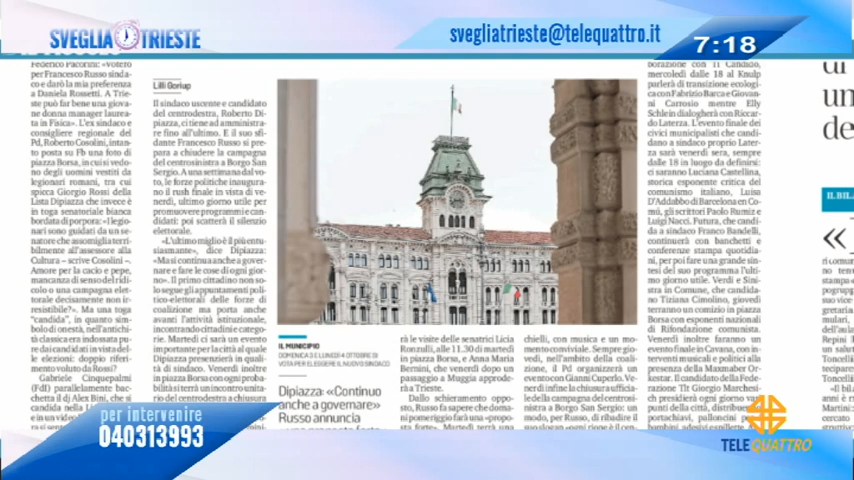 SVEGLIA TRIESTE
svegliatrieste@telequattro.it
7:18
Federico Pacorini: «Voterò
per Francesco Russo sinda-
co e darò la mia preferenza
a Daniela Rossetti. A Trie-
ste può far bene una giova-
ne donna manager laurea-
ta in Fisica». L'ex sindaco e
consigliere regionale del
Pd, Roberto Cosolini, intan-
to posta su Fb una foto di
piazza Borsa, in cui si vedo-
no degli uomini vestiti da
legionari romani, tra cui
spicca Giorgio Rossi della
Lista Dipiazza che invece è
in toga senatoriale bianca
bordata di porpora: «I legio-
nari sono guidati da un se-
natore che assomiglia terri-
bilmente all'assessore alla
Cultura – scrive Cosolini –.
Amore per la cacio e pepe,
mancanza di senso del ridi-
colo o una campagna elet-
torale decisamente non ir-
resistibile?». Ma una toga
"candida", in quanto sim-
bolo di onestà, nell'antichi-
tà classica era indossata pu-
re dai candidati in vista del-
le elezioni: doppio riferi-
mento voluto da Rossi?
Gabriele Cinquepalmi
(FdI) parallelamente bac-
chetta il dj Alex Bini, che si
candida nella
e in un video
Lilli Goriup
Il sindaco uscente e candida-
to del centrodestra, Roberto Di-
piazza, ci tiene ad amministra-
re fino all'ultimo. E il suo sfi-
dante Francesco Russo si pre-
para a chiudere la campagna
del centrosinistra a Borgo San
Sergio. A una settimana dal vo-
to, le forze politiche inaugura-
no il rush finale in vista di ve-
nerdì, ultimo giorno utile per
promuovere programmi e can-
didati: poi scatterà il silenzio
elettorale.
«L'ultimo miglio è il più entu-
siasmante», dice Dipiazza:
«Ma si continua anche a gover-
nare e fare le cose di ogni gior-
no». Il primo cittadino non so-
lo segue gli appuntamenti poli-
tico-elettorali delle forze di
coalizione ma porta anche
avanti l'attività istituzionale,
incontrando cittadini e catego-
rie. Martedì ci sarà un evento
importante per la città al quale
Dipiazza presenzierà in quali-
tà di sindaco. Venerdì inoltre
in piazza Borsa con ogni proba-
bilità si terrà un incontro unita-
rio del centrodestra a chiusura
IL MUNICIPIO
DOMENICA 3 E LUNEDÌ 4 OTTOBRE SI
VOTA PER ELEGGERE IL NUOVO SINDACO
Dipiazza: «Continuo
anche a governare»
Russo annuncia
rà le visite delle senatrici Licia
Ronzulli, alle 11.30 di martedì
in piazza Borsa, e Anna Maria
Bernini, che venerdì dopo un
passaggio a Muggia approde-
rà a Trieste.
Dallo schieramento oppo-
sto, Russo fa sapere che doma-
ni pomeriggio farà una «propo-
sta forte». Martedì terrà una
chielli, con musica e un mo-
mento conviviale. Sempre gio-
vedì, nell'ambito della coali-
zione, il Pd organizzerà un
evento con Gianni Cuperlo. Ve-
nerdì infine la chiusura ufficia-
le della campagna del centrosi-
nistra a Borgo San Sergio: un
modo, per Russo, di ribadire il
suo slogan «ogni rione è il cen-
borazione con Ti Candido,
mercoledì dalle 18 al Knulp
parlerà di transizione ecologi-
ca con Fabrizio Barca e Giovan-
ni Carrosio mentre Elly
Schlein dialogherà con Riccar-
do Laterza. L'evento finale dei
civici municipalisti che candi-
dano a sindaco proprio Later-
za sarà venerdì sera, sempre
dalle 18 in luogo da definirsi:
ci saranno Luciana Castellina,
storica esponente critica del
comunismo italiano, Luisa
D'Addabbo di Barcelona en Co-
mú, gli scrittori Paolo Rumiz e
Luigi Nacci. Futura, che candi-
da a sindaco Franco Bandelli,
continuerà con banchetti e
conferenze stampa quotidia-
ni, per poi fare una grande sin-
tesi del suo programma l'ulti-
mo giorno utile. Verdi e Sini-
stra in Comune, che candida-
no Tiziana Cimolino, giovedì
terranno un comizio in piazza
Borsa con esponenti nazionali
di Rifondazione comunista.
Venerdì inoltre faranno un
evento finale in Cavana, con in-
terventi musicali e politici alla
presenza della Maxmaber Or-
kestar. Il candidato della Fede-
razione Tlt Giorgio Marchesi-
ch presiederà ogni giorno va-
ri punti della città, distribuen-
do portachiavi, palloncini per
di
un
de
«
per intervenire
040313993
TELEQUATTRO